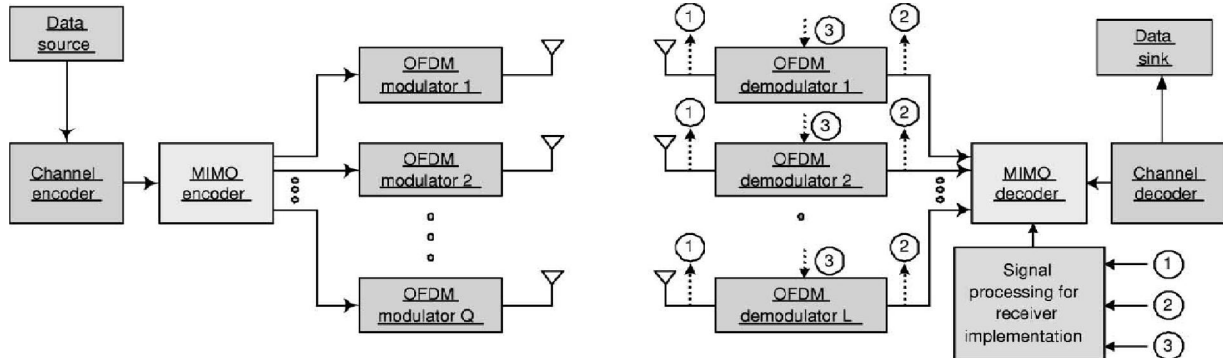 Data
source
Channel
encoder
MIMO
encoder
OFDM
modulator 1
OFDM
modulator 2
OFDM
modulator Q
1
3
2
OFDM
demodulator 1
1
3
2
OFDM
demodulator 2
1
3
2
OFDM
demodulator L
MIMO
decoder
Data
sink
Channel
decoder
Signal
processing for
receiver
implementation
1
2
3